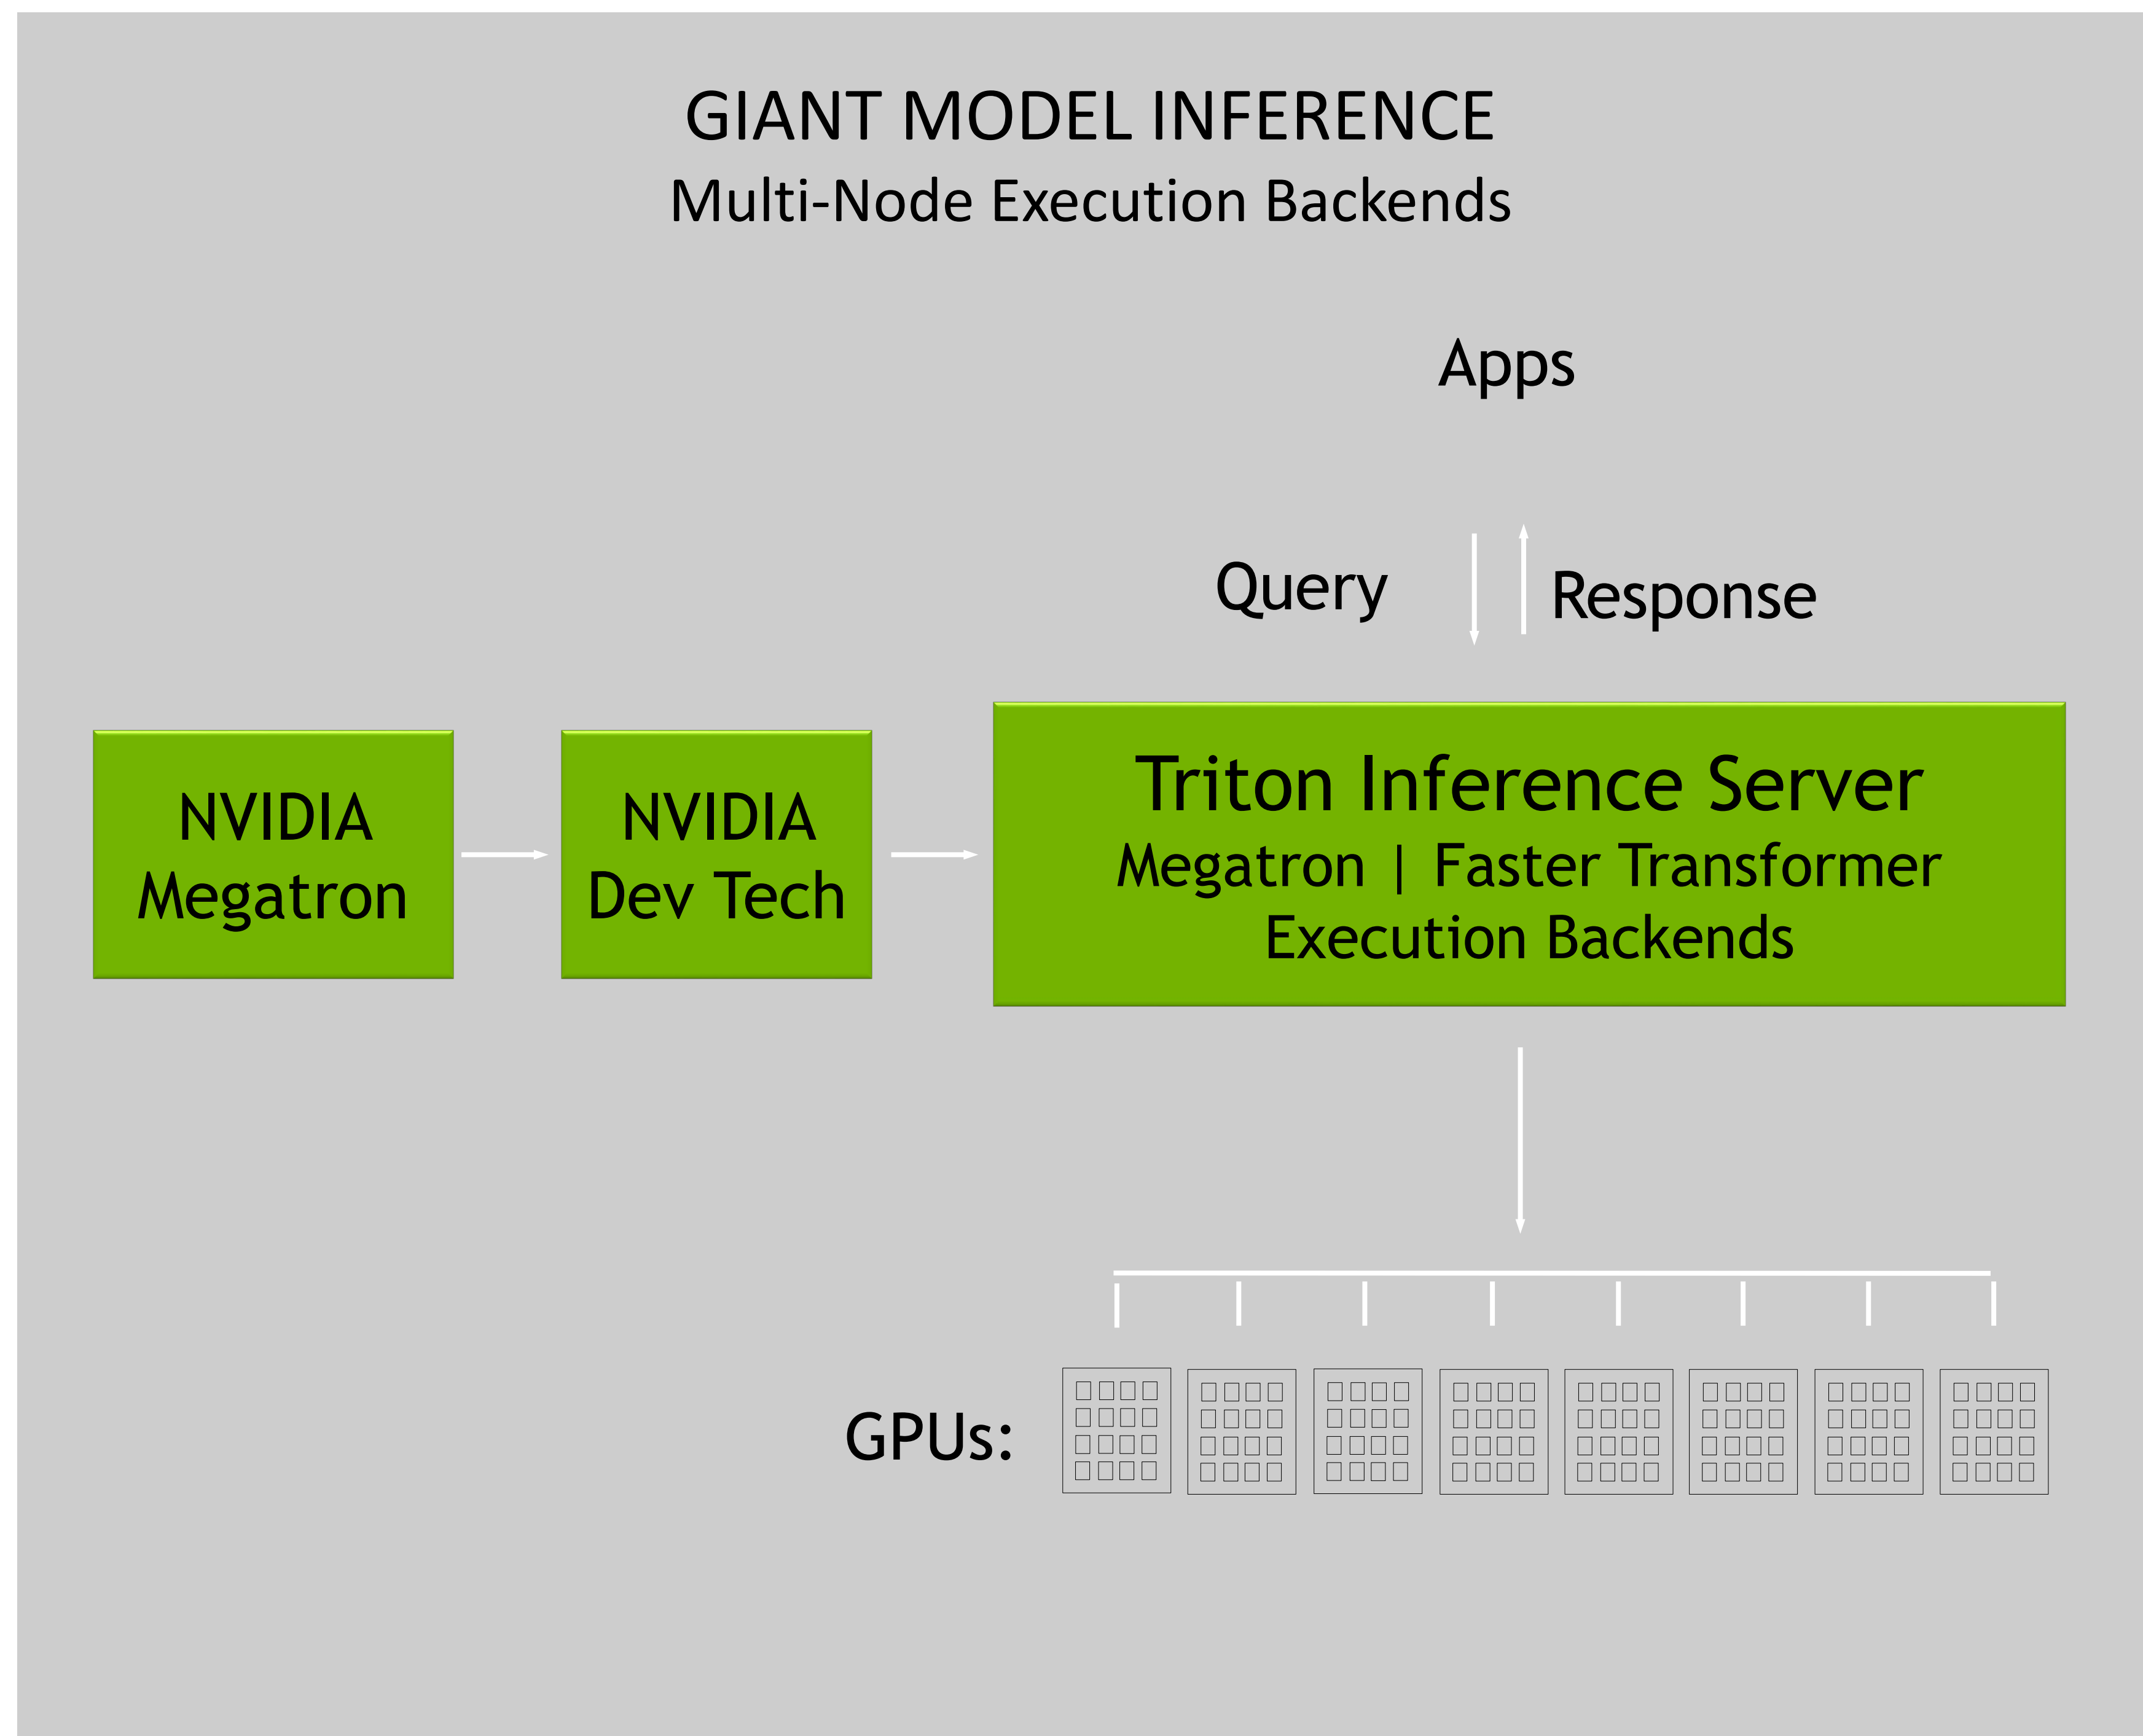 GIANT MODEL INFERENCE
Multi-Node Execution Backends
Apps
Query
Response
NVIDIA
Megatron
NVIDIA
Dev Tech
Triton Inference Server
Megatron | Faster Transformer
Execution Backends
GPUs: